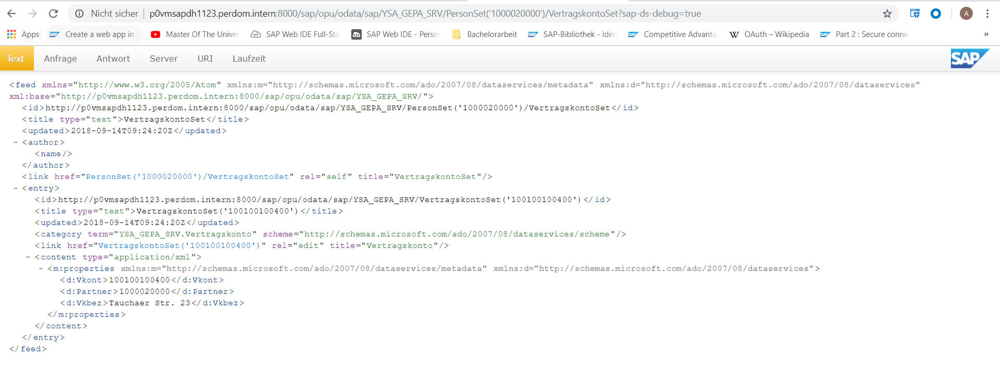 Nicht sicher p0vmsapdh1123.perdom.intern:8000/sap/opu/odata/sap/YSA_GEPA_SRV/PersonSet('1000020000')/VertragskontoSet?sap-ds-debug=true A
Apps SAP Create a web app in J Master Of The Univer SAP Web IDE Full-Sta SAP Web IDE - Person Bachelorarbeit SAP SAP-Bibliothek - Iden SAP Competitive Advanta W OAuth – Wikipedia SAP Part 2 : Secure conne »
Text Anfrage Antwort Server URI Laufzeit SAP
<feed xmlns="http://www.w3.org/2005/Atom" xmlns:m="http://schemas.microsoft.com/ado/2007/08/dataservices/metadata" xmlns:d="http://schemas.microsoft.com/ado/2007/08/dataservices"
xml:base="http://p0vmsapdh1123.perdom.intern:8000/sap/opu/odata/sap/YSA_GEPA_SRV/">
<id>http://p0vmsapdh1123.perdom.intern:8000/sap/opu/odata/sap/YSA_GEPA_SRV/PersonSet('1000020000')/VertragskontoSet</id>
<title type="text">VertragskontoSet</title>
<updated>2018-09-14T09:24:20Z</updated>
- <author>
<name/>
</author>
<link href="PersonSet('1000020000')/VertragskontoSet" rel="self" title="VertragskontoSet"/>
- <entry>
<id>http://p0vmsapdh1123.perdom.intern:8000/sap/opu/odata/sap/YSA_GEPA_SRV/VertragskontoSet('100100100400')</id>
<title type="text">VertragskontoSet('100100100400')</title>
<updated>2018-09-14T09:24:20Z</updated>
<category term="YSA_GEPA_SRV.Vertragskonto" scheme="http://schemas.microsoft.com/ado/2007/08/dataservices/scheme"/>
<link href="VertragskontoSet('100100100400')" rel="edit" title="Vertragskonto"/>
- <content type="application/xml">
- <m:properties xmlns:m="http://schemas.microsoft.com/ado/2007/08/dataservices/metadata" xmlns:d="http://schemas.microsoft.com/ado/2007/08/dataservices">
<d:Vkont>100100100400</d:Vkont>
<d:Partner>1000020000</d:Partner>
<d:Vkbez>Tauchaer Str. 23</d:Vkbez>
</m:properties>
</content>
</entry>
</feed>